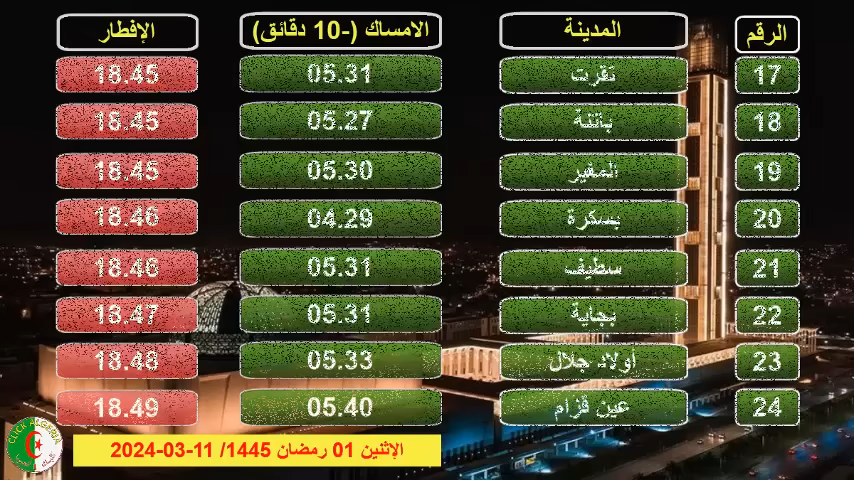 الرقم المدينة الامساك (-10 دقائق) الإفطار
17 تقرت 05.31 18.45
18 باتنة 05.27 18.45
19 المغير 05.30 18.45
20 بسكرة 04.29 18.46
21 سطيف 05.31 18.46
22 بجاية 05.31 18.47
23 أولاد جلال 05.33 18.48
24 عين قزام 05.40 18.49
الإثنين 01 رمضان 1445/ 11-03-2024
CLICK ALGERIA